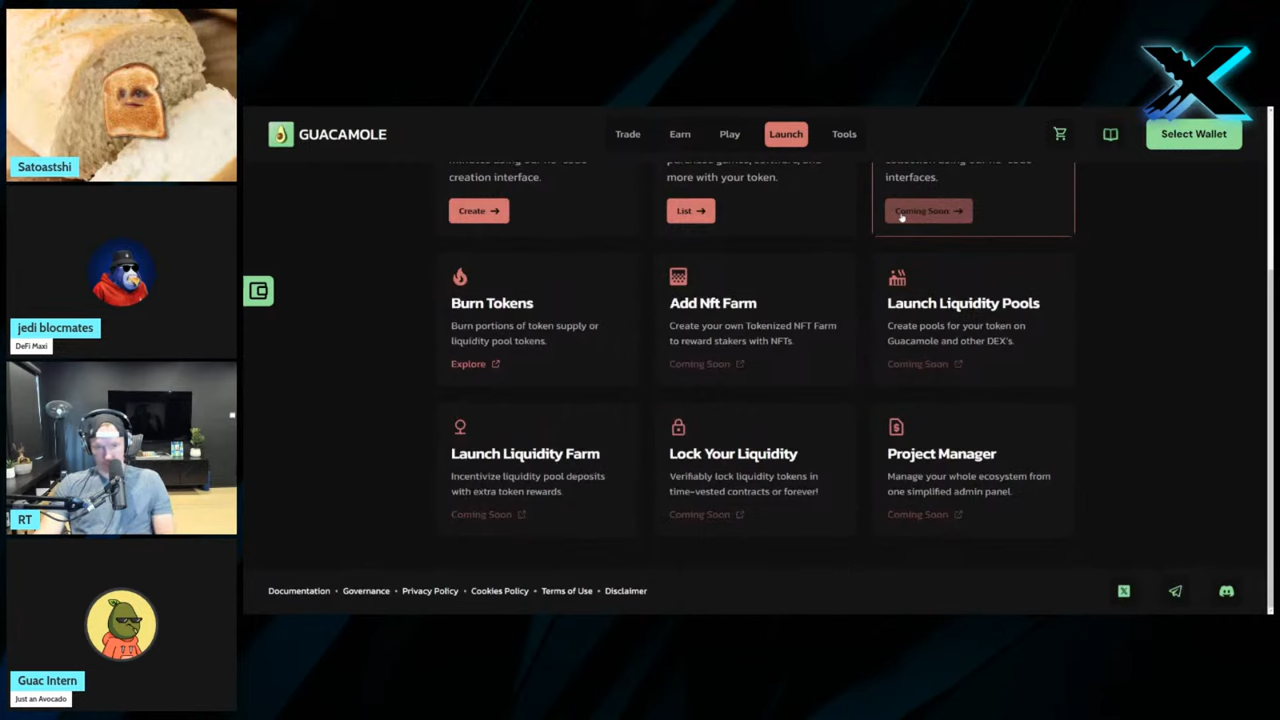 Satoastshi
jedi blocmates
DeFi Maxi
RT
Guac Intern
Just an Avocado
X
GUACAMOLE
Trade
Earn
Play
Launch
Tools
Select Wallet
creation interface.
more with your token.
interfaces.
Create →
List →
Coming Soon →
Burn Tokens
Burn portions of token supply or
liquidity pool tokens.
Explore
Add Nft Farm
Create your own Tokenized NFT Farm
to reward stakers with NFTs.
Coming Soon
Launch Liquidity Pools
Create pools for your token on
Guacamole and other DEX's.
Coming Soon
Launch Liquidity Farm
Incentivize liquidity pool deposits
with extra token rewards.
Coming Soon
Lock Your Liquidity
Verifiably lock liquidity tokens in
time-vested contracts or forever!
Coming Soon
Project Manager
Manage your whole ecosystem from
one simplified admin panel.
Coming Soon
Documentation • Governance • Privacy Policy • Cookies Policy • Terms of Use • Disclaimer